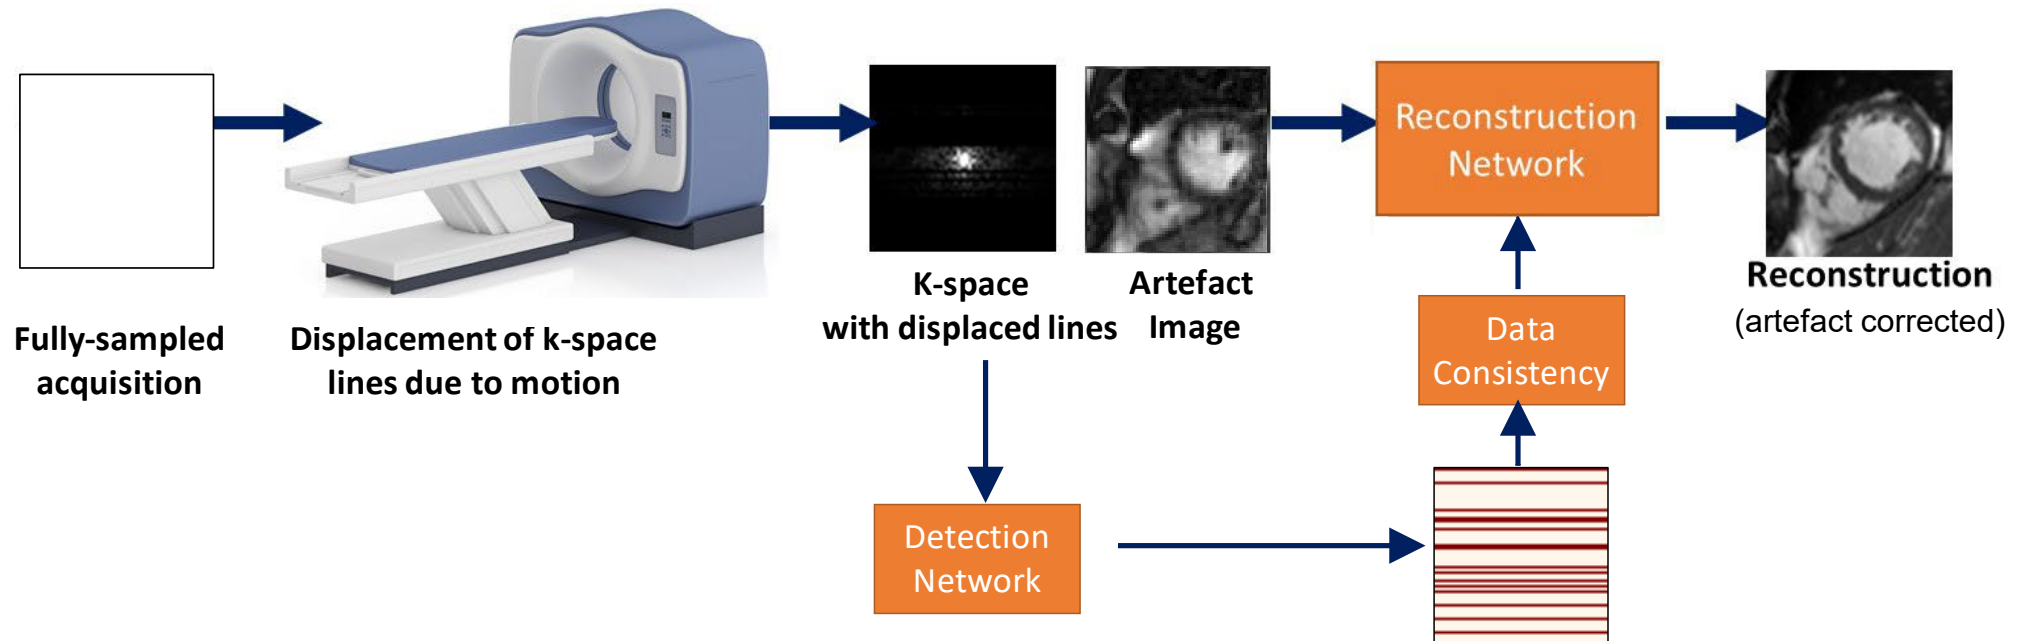 Fully-sampled
acquisition
Displacement of k-space
lines due to motion
K-space
with displaced lines
Artefact
Image
Reconstruction
Network
Reconstruction
(artefact corrected)
Data
Consistency
Detection
Network